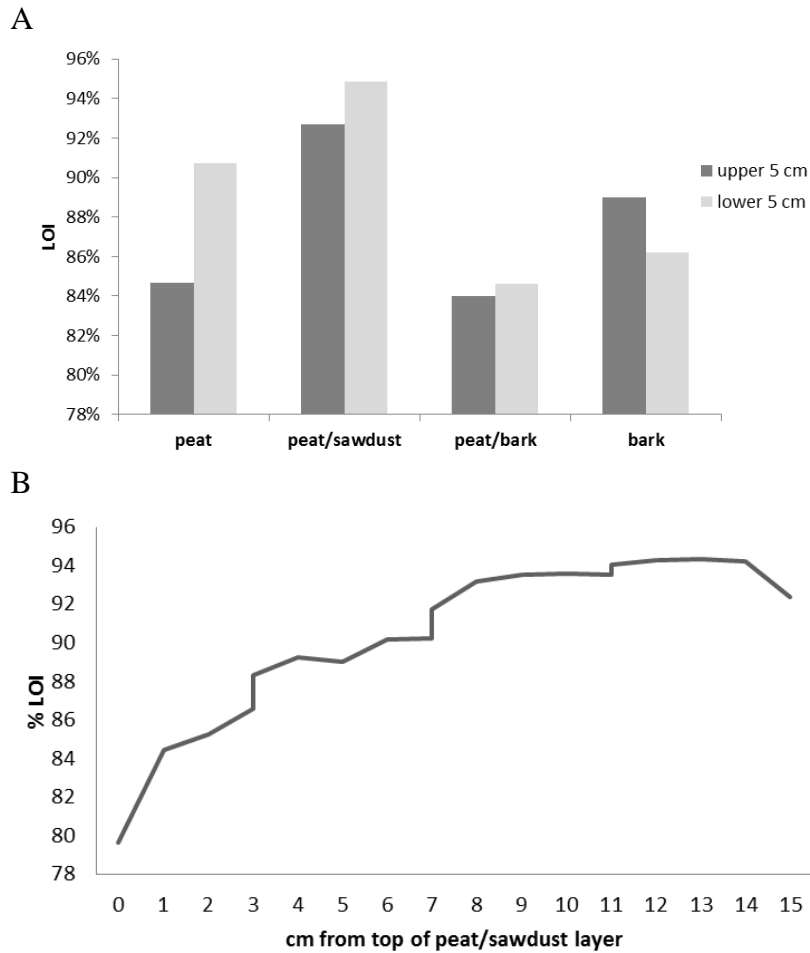 A
96%
94%
92%
90%
88%
86%
84%
82%
80%
78%
LOI
upper 5 cm
lower 5 cm
peat peat/sawdust peat/bark bark
B
96
94
92
90
88
86
84
82
80
78
% LOI
0 1 2 3 4 5 6 7 8 9 10 11 12 13 14 15
cm from top of peat/sawdust layer